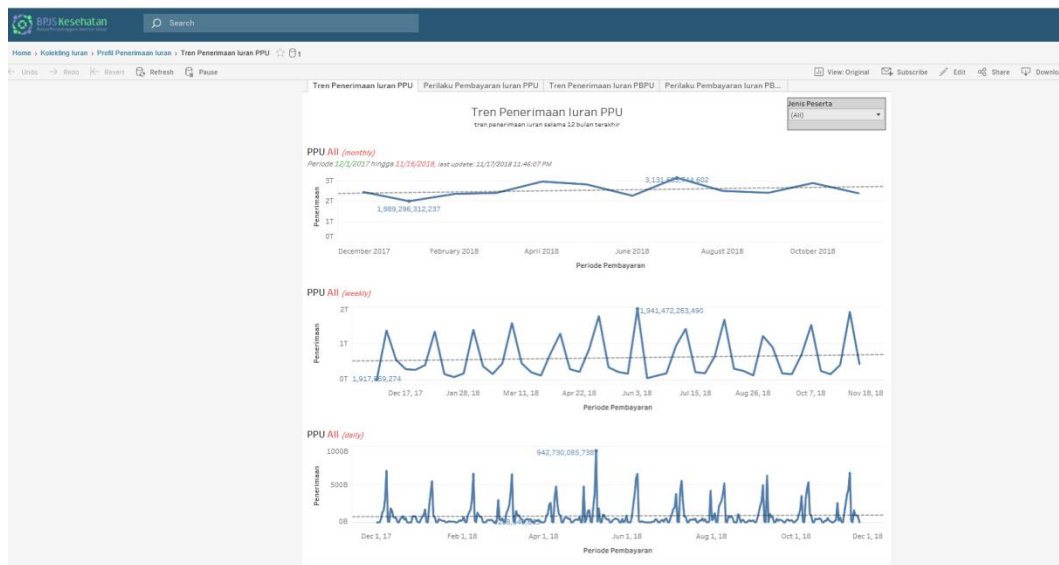 BPJS Kesehatan
Search
Home › Kolekting Iuran › Profil Penerimaan Iuran › Tren Penerimaan Iuran PPU 1
Undo Redo Revert Refresh Pause View: Original Subscribe Edit Share Downlo
Tren Penerimaan Iuran PPU Perilaku Pembayaran Iuran PPU Tren Penerimaan Iuran PBPU Perilaku Pembayaran Iuran PB...
Tren Penerimaan Iuran PPU
tren penerimaan iuran selama 12 bulan terakhir
Jenis Peserta
(All)
PPU All (monthly)
Periode 12/1/2017 hingga 11/16/2018, last update: 11/17/2018 11:46:07 PM
Penerimaan
3T
2T
1T
0T
1,989,296,312,237
December 2017 February 2018 April 2018 June 2018 August 2018 October 2018
Periode Pembayaran
PPU All (weekly)
Penerimaan
2T
1T
0T
1,941,472,263,490
Dec 17, 17 Jan 28, 18 Mar 11, 18 Apr 22, 18 Jun 3, 18 Jul 15, 18 Aug 26, 18 Oct 7, 18 Nov 18, 18
Periode Pembayaran
PPU All (daily)
Penerimaan
1000B
500B
0B
942,730,085,738
Dec 1, 17 Feb 1, 18 Apr 1, 18 Jun 1, 18 Aug 1, 18 Oct 1, 18 Dec 1, 18
Periode Pembayaran